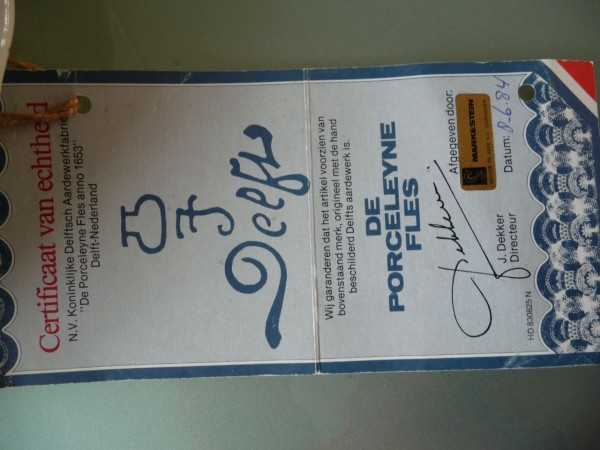 Certificaat van echtheid
N.V. Koninklijke Delftsch Aardewerkfabriek
"De Porceleyne Fles anno 1653"
Delft-Nederland
Delft
Wij garanderen dat het artikel voorzien van
bovenstaand merk, origineel met de hand
beschilderd Delfts aardewerk is.
DE
PORCELEYNE
FLES
Afgegeven door:
MARKESTEIN
Datum: 8-6-84
J. Dekker
Directeur
HD 830825 N